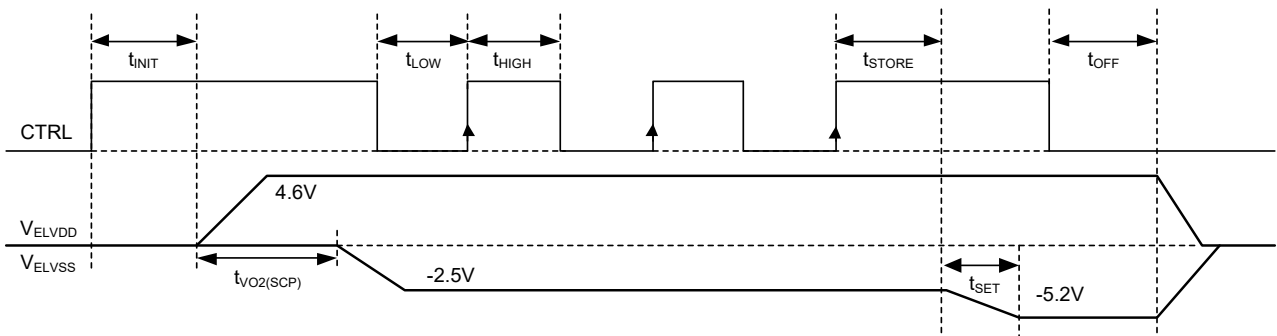 tINIT
tLOW
tHIGH
tSTORE
tOFF
CTRL
4.6V
VELVDD
VELVSS
tVO2(SCP)
-2.5V
tSET
-5.2V